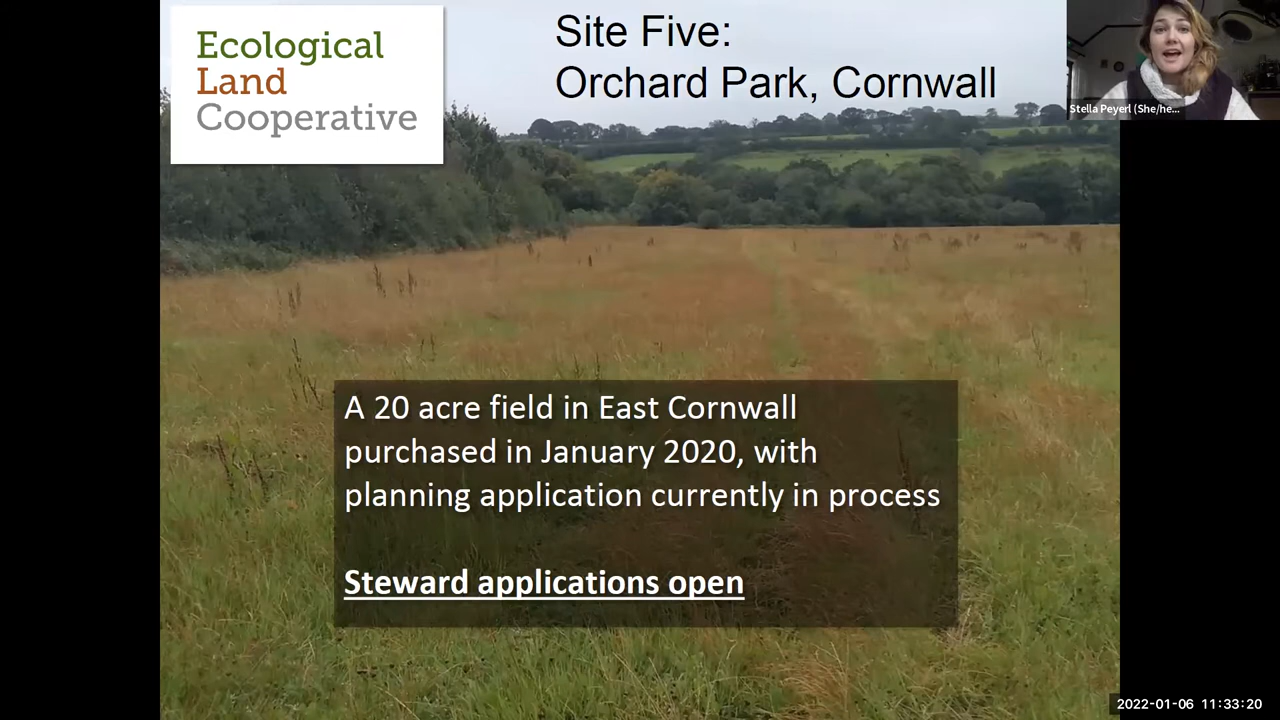 Ecological
Land
Cooperative
Site Five:
Orchard Park, Cornwall
Stella Peyerl (She/he...
A 20 acre field in East Cornwall
purchased in January 2020, with
planning application currently in process
Steward applications open
2022-01-06 11:33:20